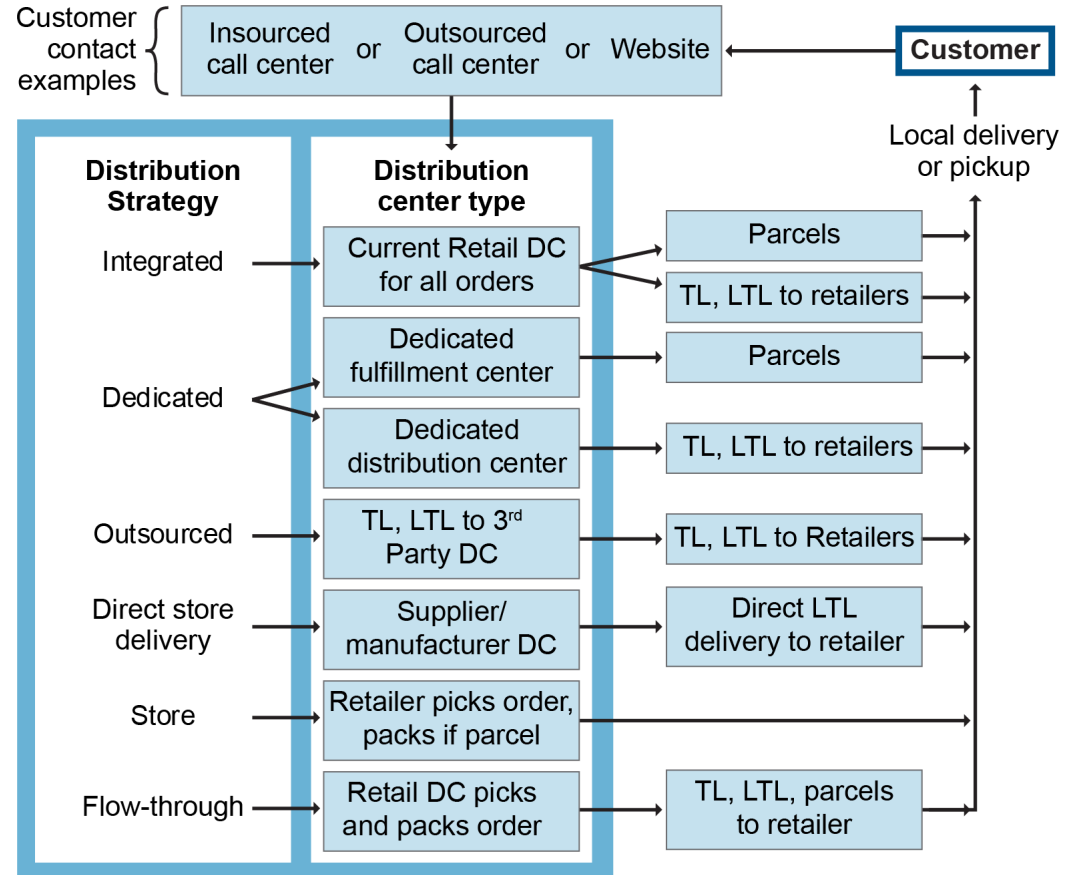 Customer
contact
examples
Insourced
call center
or
Outsourced
call center
or
Website
Customer
Local delivery
or pickup
Distribution
Strategy
Distribution
center type
Integrated
Current Retail DC
for all orders
Parcels
TL, LTL to retailers
Dedicated
Dedicated
fulfillment center
Parcels
Dedicated
distribution center
TL, LTL to retailers
Outsourced
TL, LTL to 3rd
Party DC
TL, LTL to Retailers
Direct store
delivery
Supplier/
manufacturer DC
Direct LTL
delivery to retailer
Store
Retailer picks order,
packs if parcel
Flow-through
Retail DC picks
and packs order
TL, LTL, parcels
to retailer